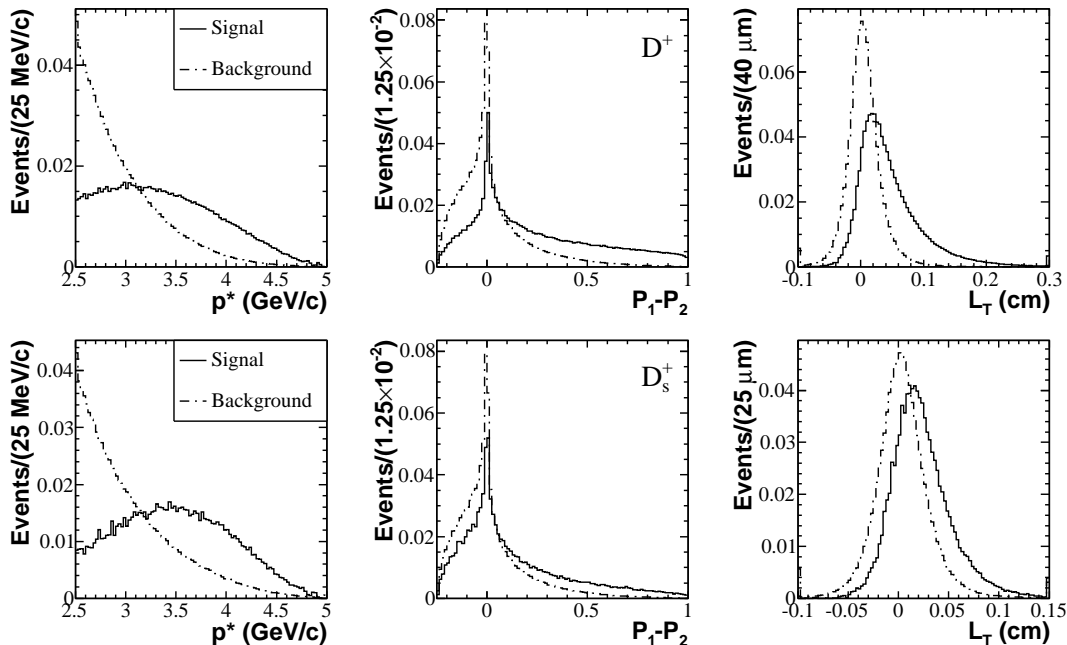 Events/(25 MeV/c)
0.04
0.02
0
2.5 3 3.5 4 4.5 5
p* (GeV/c)
Signal
Background
Events/(1.25×10-2)
0.08
0.06
0.04
0.02
0
0 0.5 1
P1-P2
D+
Events/(40 μm)
0.06
0.04
0.02
0
-0.1 0 0.1 0.2 0.3
LT (cm)
Events/(25 MeV/c)
0.04
0.03
0.02
0.01
0
2.5 3 3.5 4 4.5 5
p* (GeV/c)
Signal
Background
Events/(1.25×10-2)
0.08
0.06
0.04
0.02
0
0 0.5 1
P1-P2
Ds+
Events/(25 μm)
0.04
0.03
0.02
0.01
0
-0.1 -0.05 0 0.05 0.1 0.15
LT (cm)